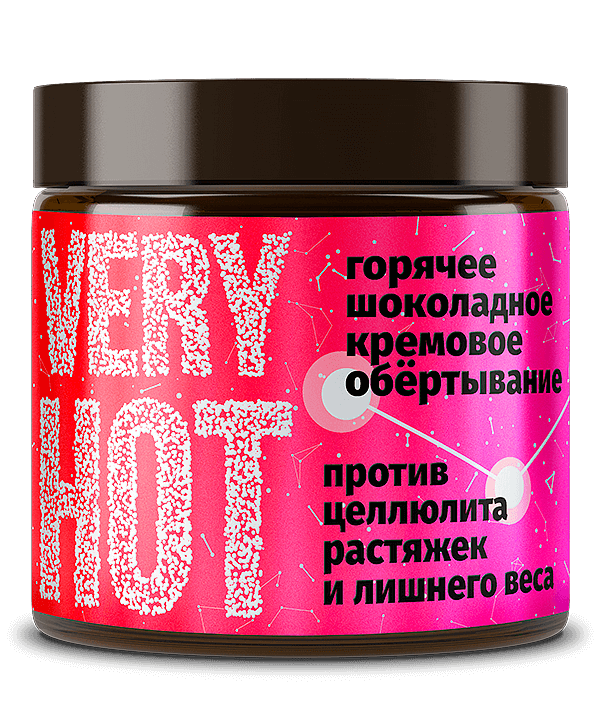 VERY
HOT
горячее
шоколадное
кремовое
обёртывание
против
целлюлита
растяжек
и лишнего веса